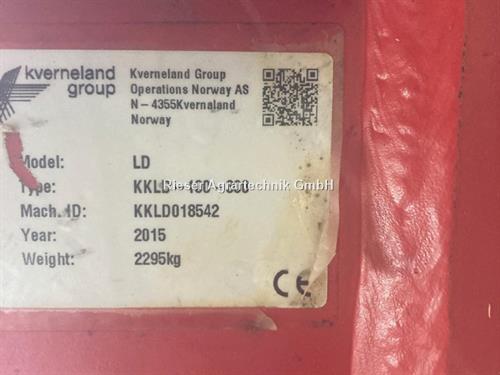 kverneland
group
Kverneland Group
Operations Norway AS
N-4355Kvernaland
Norway
Model: LD
Type:
Rieser Agrartechnik GmbH
Mach. ID: KKLD018542
Year: 2015
Weight: 2295kg
CE